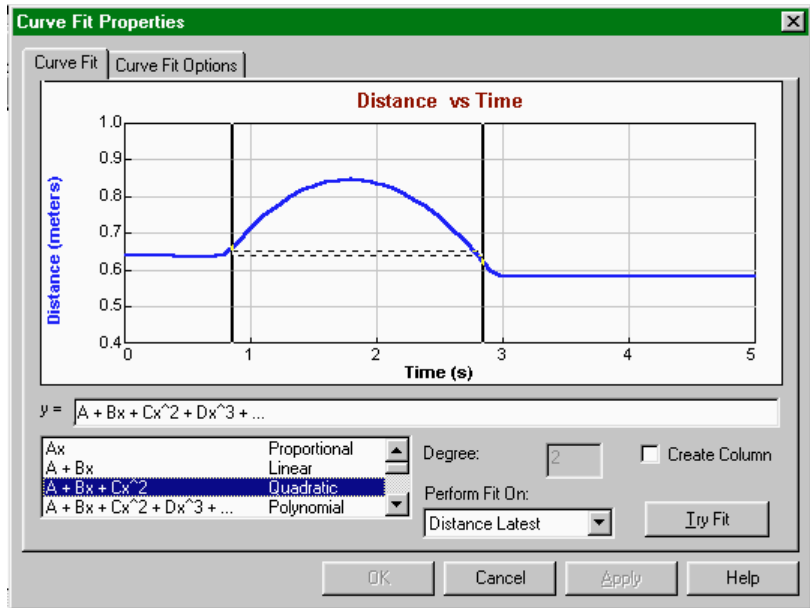 Curve Fit Properties
Curve Fit
Curve Fit Options
Distance vs Time
Distance (meters)
1.0
0.9
0.8
0.7
0.6
0.5
0.4
0 1 2 3 4 5
Time (s)
y = A + Bx + Cx^2 + Dx^3 + ...
Ax Proportional
A + Bx Linear
A + Bx + Cx^2 Quadratic
A + Bx + Cx^2 + Dx^3 + ... Polynomial
Degree: 2
Create Column
Perform Fit On:
Distance Latest
Try Fit
OK Cancel Apply Help